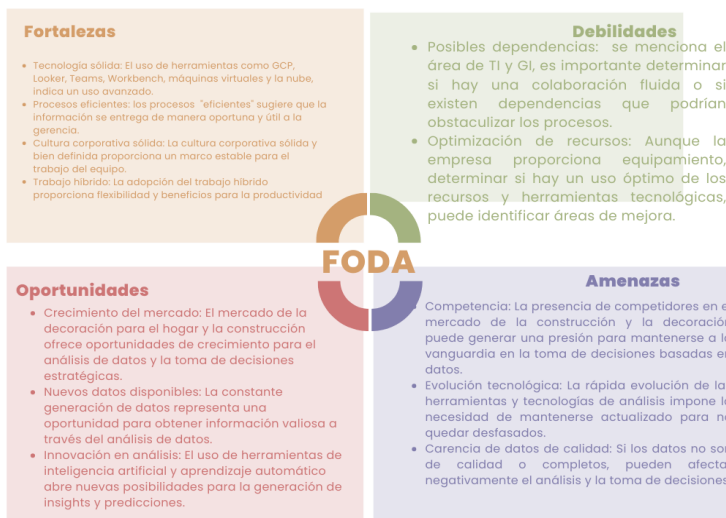 Fortalezas
• Tecnología sólida: El uso de herramientas como GCP,
Looker, Teams, Workbench, máquinas virtuales y la nube,
indica un uso avanzado.
• Procesos eficientes: los procesos "eficientes" sugiere que la
información se entrega de manera oportuna y útil a la
gerencia.
• Cultura corporativa sólida: La cultura corporativa sólida y
bien definida proporciona un marco estable para el
trabajo del equipo.
• Trabajo híbrido: La adopción del trabajo híbrido
proporciona flexibilidad y beneficios para la productividad
Debilidades
• Posibles dependencias: se menciona el
área de TI y GI, es importante determinar
si hay una colaboración fluida o si
existen dependencias que podrían
obstaculizar los procesos.
• Optimización de recursos: Aunque la
empresa proporciona equipamiento,
determinar si hay un uso óptimo de los
recursos y herramientas tecnológicas,
puede identificar áreas de mejora.
FODA
Oportunidades
• Crecimiento del mercado: El mercado de la
decoración para el hogar y la construcción
ofrece oportunidades de crecimiento para el
análisis de datos y la toma de decisiones
estratégicas.
• Nuevos datos disponibles: La constante
generación de datos representa una
oportunidad para obtener información valiosa a
través del análisis de datos.
• Innovación en análisis: El uso de herramientas de
inteligencia artificial y aprendizaje automático
abre nuevas posibilidades para la generación de
insights y predicciones.
Amenazas
Competencia: La presencia de competidores en e
mercado de la construcción y la decoració
puede generar una presión para mantenerse a l
vanguardia en la toma de decisiones basadas e
datos.
• Evolución tecnológica: La rápida evolución de la
herramientas y tecnologías de análisis impone l
necesidad de mantenerse actualizado para n
quedar desfasados.
• Carencia de datos de calidad: Si los datos no so
de calidad o completos, pueden afecta
negativamente el análisis y la toma de decisiones